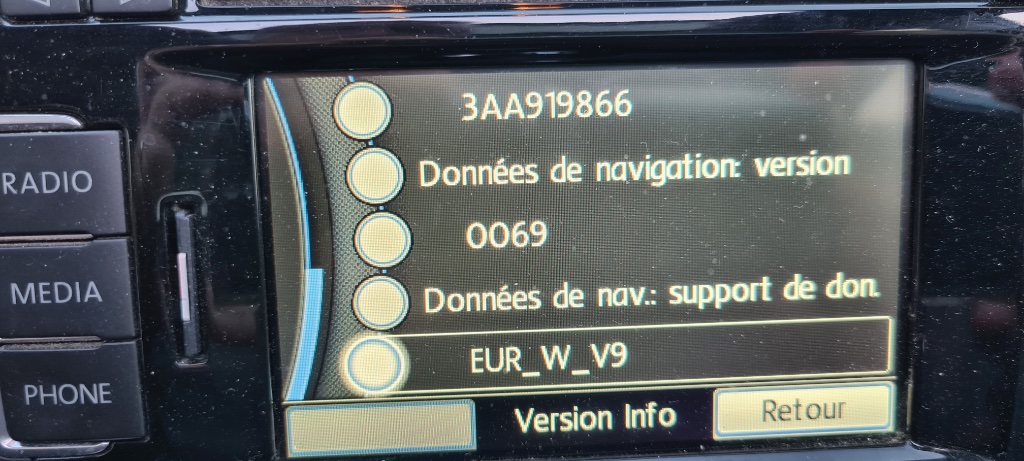 3AA919866
RADIO
Données de navigation: version
0069
MEDIA
Données de nav.: support de don.
EUR_W_V9
PHONE
Version Info
Retour